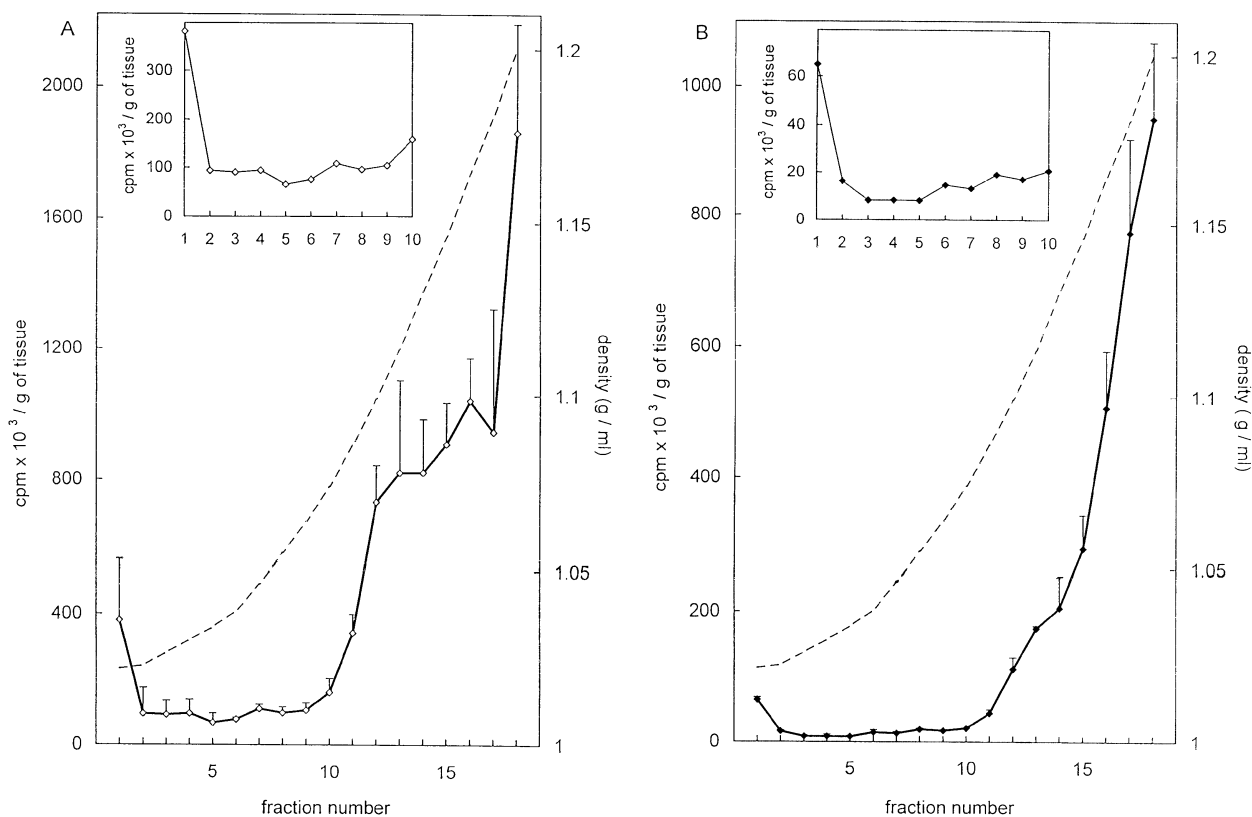 A
cpm x 10³ / g of tissue
300
200
100
0
1 2 3 4 5 6 7 8 9 10
cpm x 10³ / g of tissue
2000
1600
1200
800
400
0
5 10 15
fraction number
1.2
1.15
1.1
1.05
1
density (g / ml)
B
cpm x 10³ / g of tissue
60
40
20
0
1 2 3 4 5 6 7 8 9 10
cpm x 10³ / g of tissue
1000
800
600
400
200
0
5 10 15
fraction number
1.2
1.15
1.1
1.05
1
density ( g / ml)